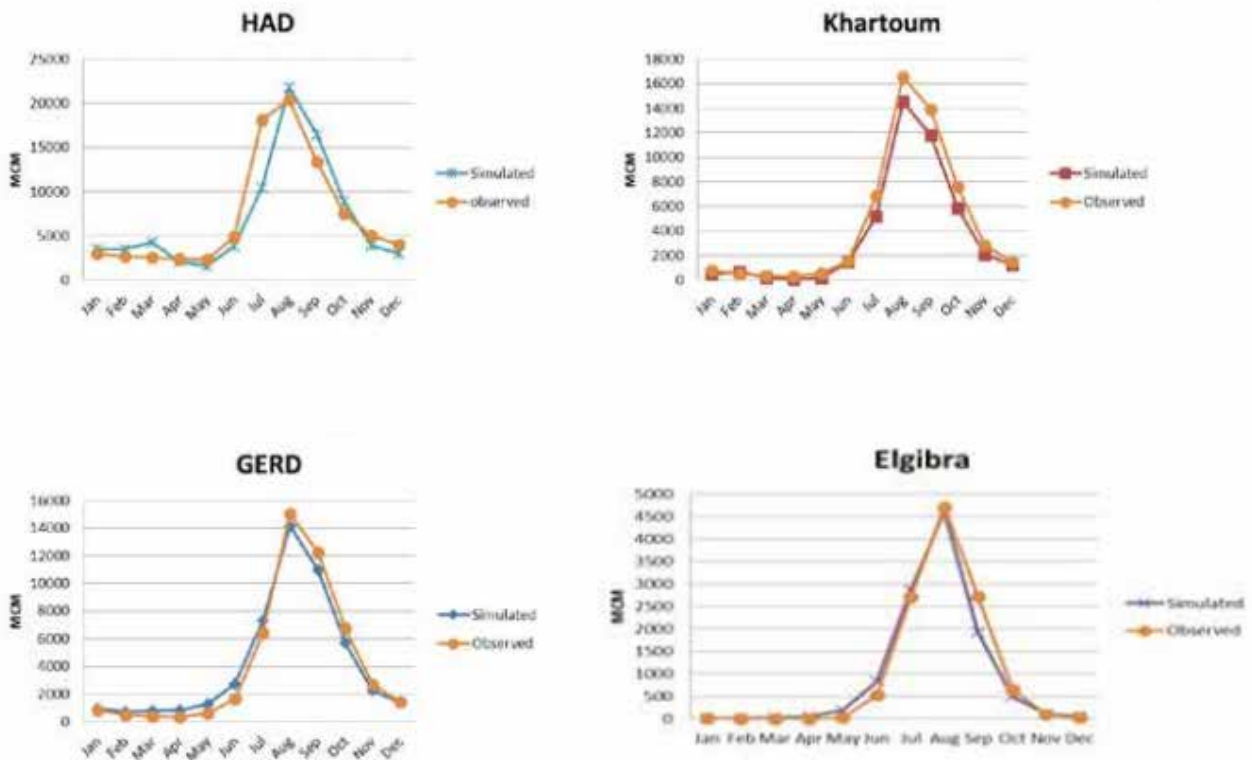 HAD
25000
20000
15000
10000
5000
0
MCM
Jan Feb Mar Apr May Jun Jul Aug Sep Oct Nov Dec
Simulated
observed
Khartoum
18000
16000
14000
12000
10000
8000
6000
4000
2000
0
MCM
Jan Feb Mar Apr May Jun Jul Aug Sep Oct Nov Dec
Simulated
Observed
GERD
16000
14000
12000
10000
8000
6000
4000
2000
0
MCM
Jan Feb Mar Apr May Jun Jul Aug Sep Oct Nov Dec
Simulated
Observed
Elgibra
5000
4500
4000
3500
3000
2500
2000
1500
1000
500
0
MCM
Jan Feb Mar Apr May Jun Jul Aug Sep Oct Nov Dec
Simulated
Observed